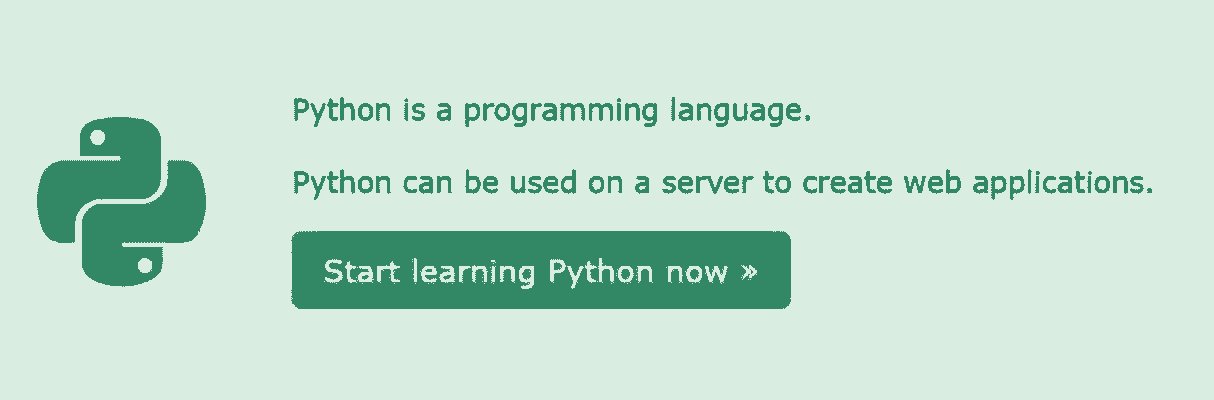 Python is a programming language.
Python can be used on a server to create web applications.
Start learning Python now »